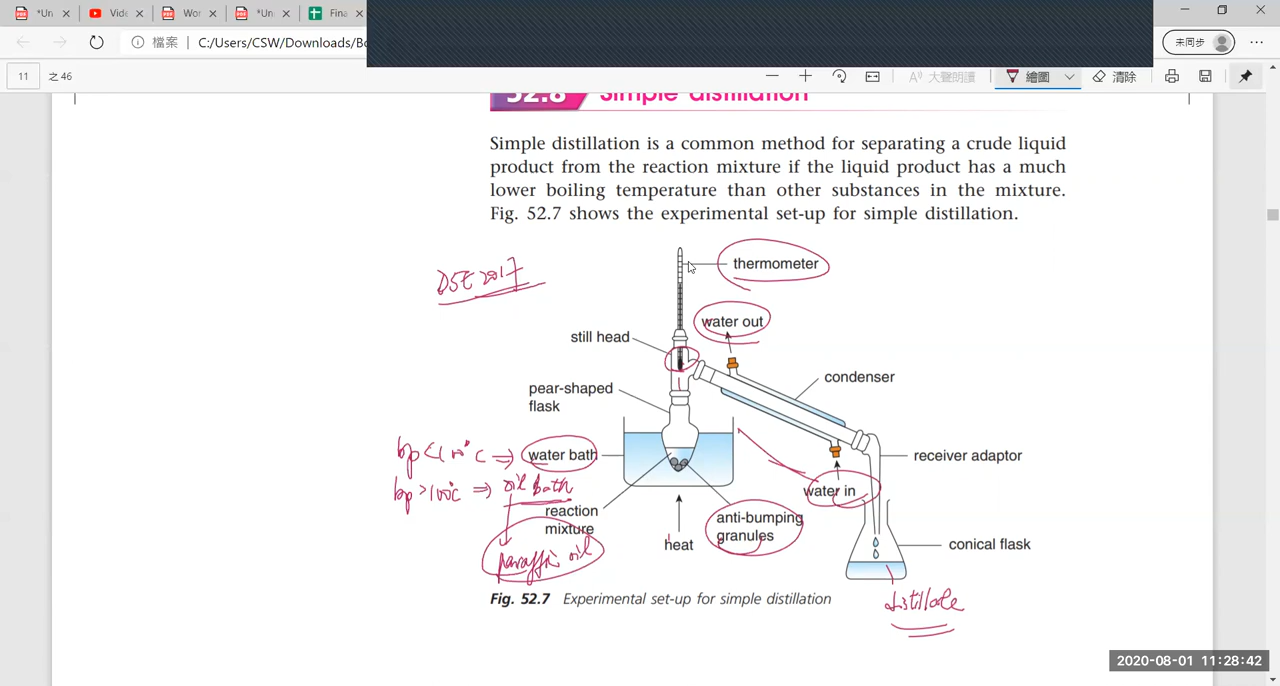 *Un
Vide
Wor
*Un
Fina
檔案
C:/Users/CSW/Downloads/Bo
未同步
11
之 46
大聲朗讀
繪圖
清除
52.8 Simple distillation
Simple distillation is a common method for separating a crude liquid
product from the reaction mixture if the liquid product has a much
lower boiling temperature than other substances in the mixture.
Fig. 52.7 shows the experimental set-up for simple distillation.
DSE 2017
thermometer
water out
still head
condenser
pear-shaped
flask
bp < 100°C ⇒ water bath
receiver adaptor
bp > 100°C ⇒ oil bath
water in
reaction
mixture
anti-bumping
granules
heat
conical flask
paraffin oil
distillate
Fig. 52.7 Experimental set-up for simple distillation
2020-08-01 11:28:42